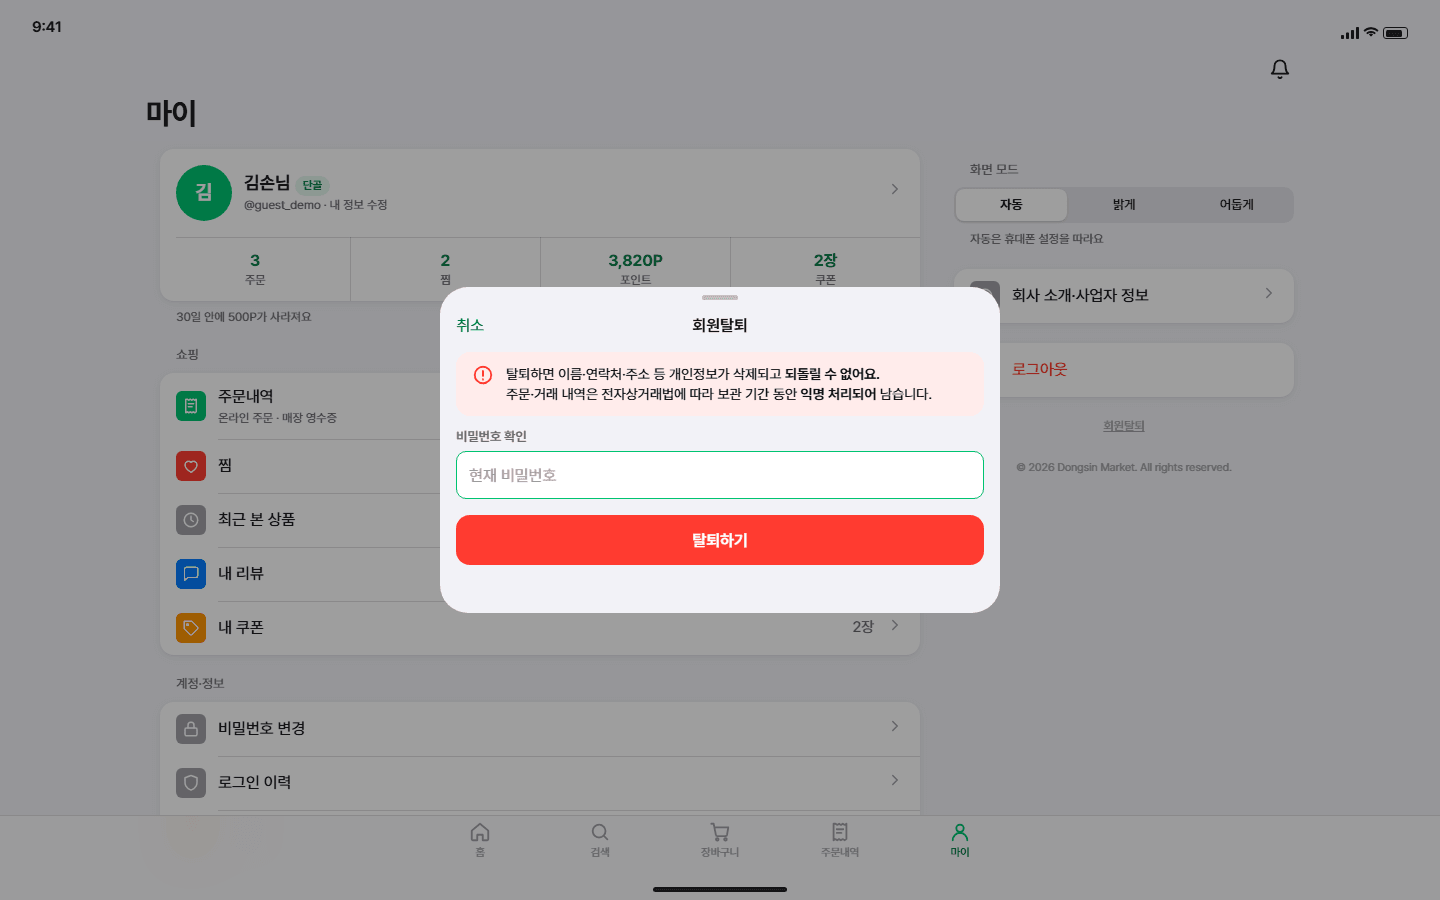 9:41
마이
김
김손님 단골
@guest_demo · 내 정보 수정
3
주문
2
찜
3,820P
포인트
2장
쿠폰
30일 안에 500P가 사라져요
쇼핑
주문내역
온라인 주문 · 매장 영수증
찜
최근 본 상품
내 리뷰
내 쿠폰
2장
계정·정보
비밀번호 변경
로그인 이력
화면 모드
자동
밝게
어둡게
자동은 휴대폰 설정을 따라요
회사 소개·사업자 정보
로그아웃
회원탈퇴
© 2026 Dongsin Market. All rights reserved.
취소
회원탈퇴
탈퇴하면 이름·연락처·주소 등 개인정보가 삭제되고 되돌릴 수 없어요.
주문·거래 내역은 전자상거래법에 따라 보관 기간 동안 익명 처리되어 남습니다.
비밀번호 확인
현재 비밀번호
탈퇴하기
홈
검색
장바구니
주문내역
마이